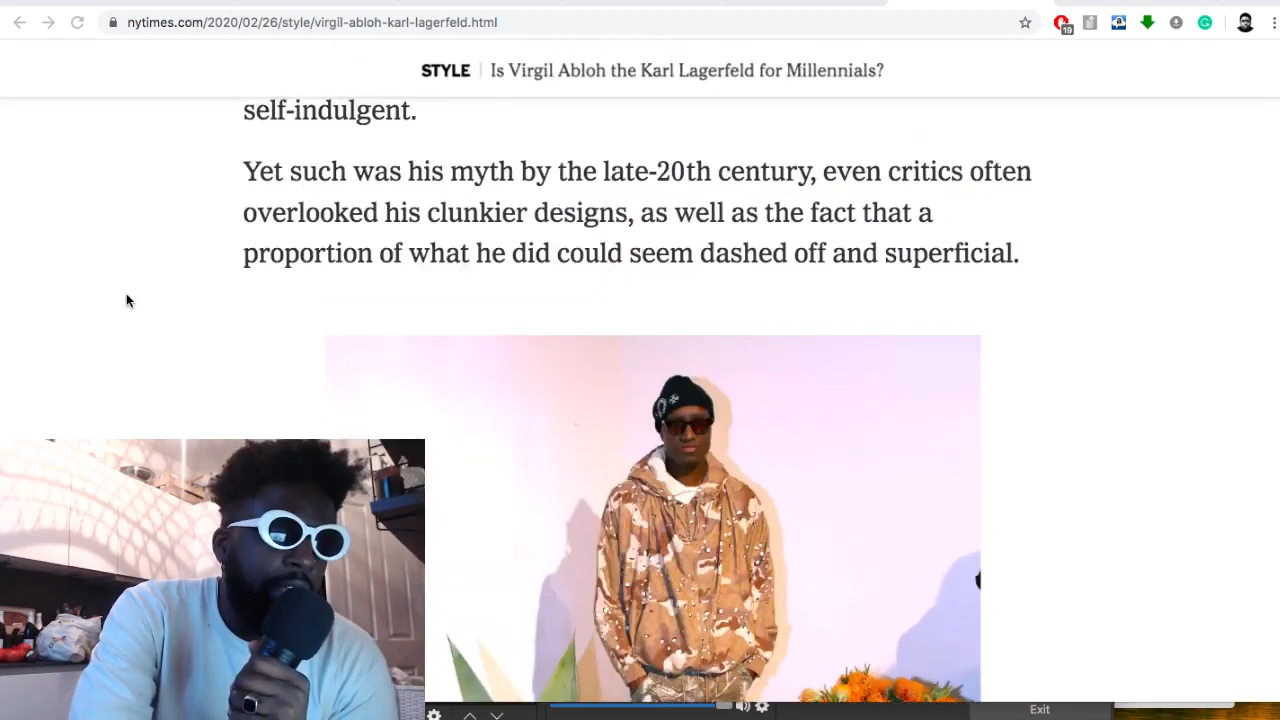 nytimes.com/2020/02/26/style/virgil-abloh-karl-lagerfeld.html
19
STYLE | Is Virgil Abloh the Karl Lagerfeld for Millennials?
self-indulgent.
Yet such was his myth by the late-20th century, even critics often
overlooked his clunkier designs, as well as the fact that a
proportion of what he did could seem dashed off and superficial.
Exit